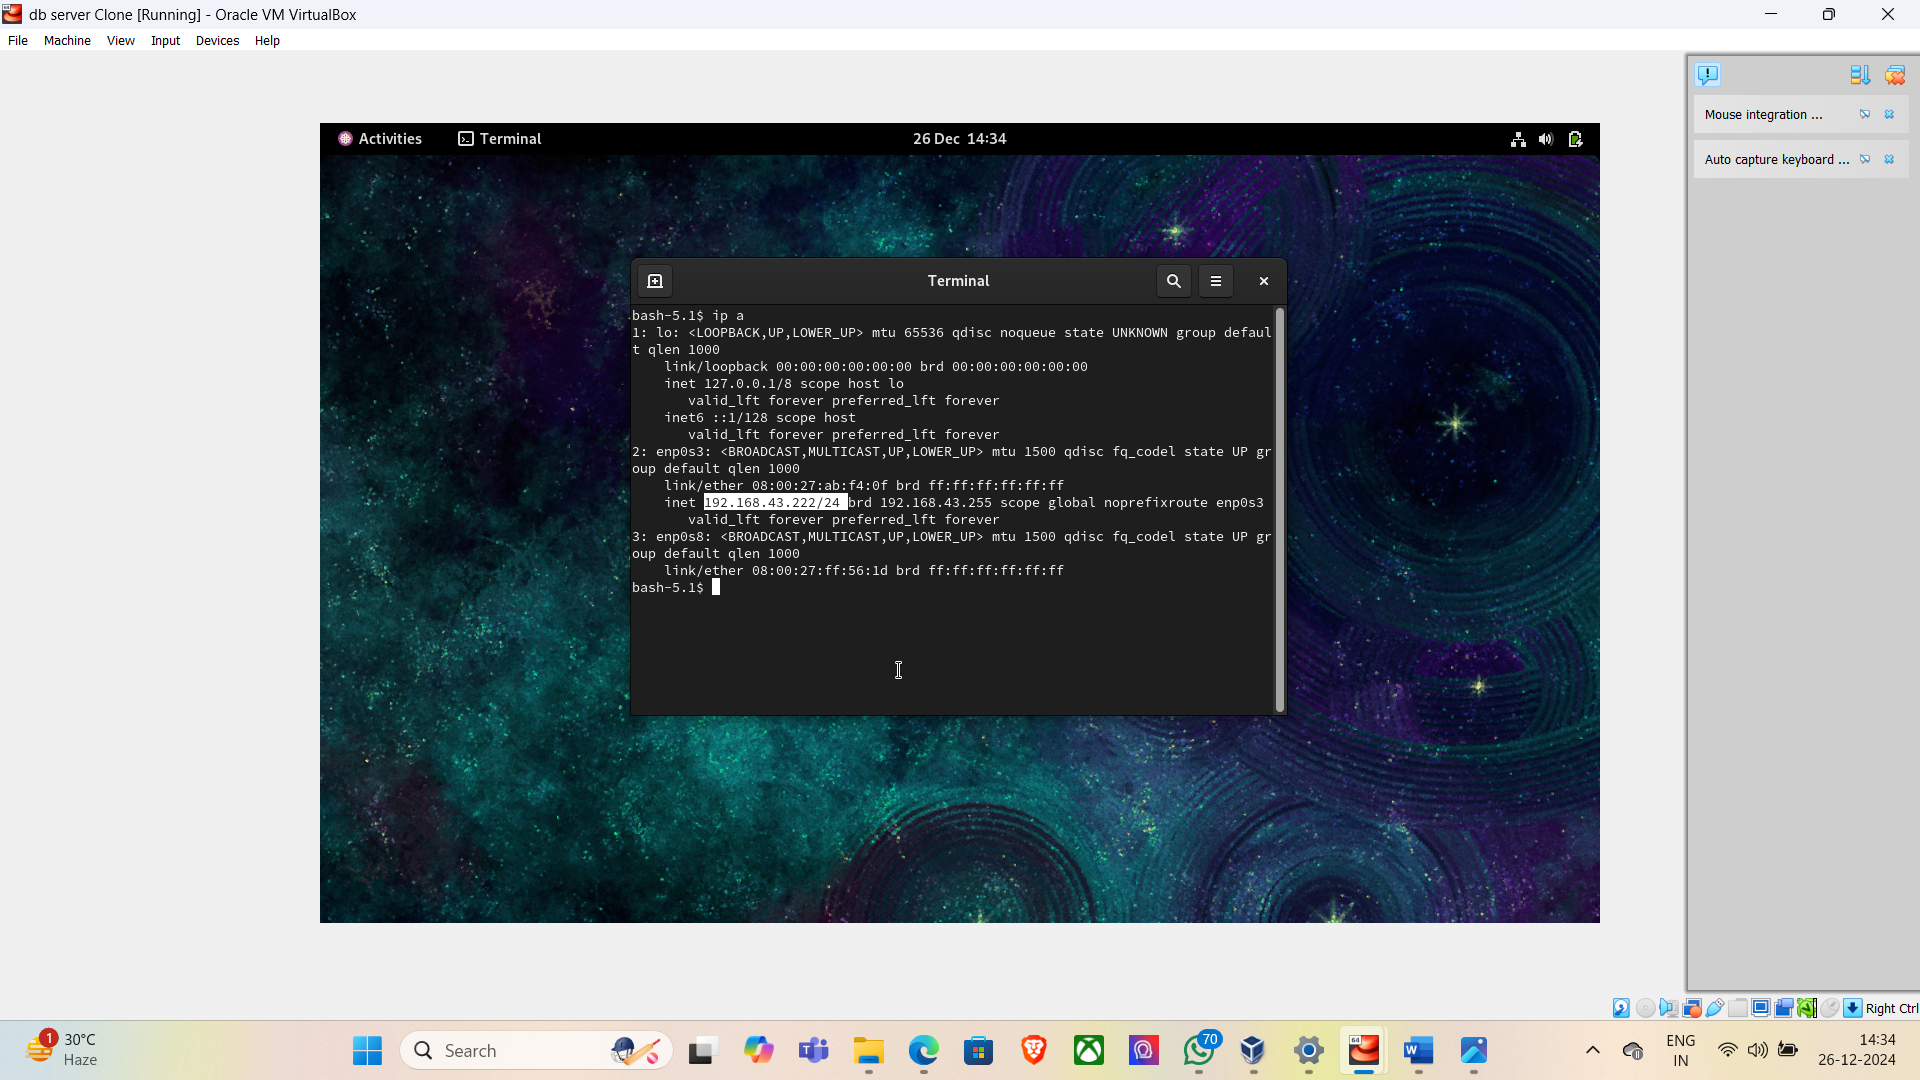 db server Clone [Running] - Oracle VM VirtualBox
File Machine View Input Devices Help
Mouse integration ...
Auto capture keyboard ...
Activities Terminal 26 Dec 14:34
Terminal
bash-5.1$ ip a
1: lo: <LOOPBACK,UP,LOWER_UP> mtu 65536 qdisc noqueue state UNKNOWN group defaul
t qlen 1000
link/loopback 00:00:00:00:00:00 brd 00:00:00:00:00:00
inet 127.0.0.1/8 scope host lo
valid_lft forever preferred_lft forever
inet6 ::1/128 scope host
valid_lft forever preferred_lft forever
2: enp0s3: <BROADCAST,MULTICAST,UP,LOWER_UP> mtu 1500 qdisc fq_codel state UP gr
oup default qlen 1000
link/ether 08:00:27:ab:f4:0f brd ff:ff:ff:ff:ff:ff
inet 192.168.43.222/24 brd 192.168.43.255 scope global noprefixroute enp0s3
valid_lft forever preferred_lft forever
3: enp0s8: <BROADCAST,MULTICAST,UP,LOWER_UP> mtu 1500 qdisc fq_codel state UP gr
oup default qlen 1000
link/ether 08:00:27:ff:56:1d brd ff:ff:ff:ff:ff:ff
bash-5.1$
Right Ctrl
1
30°C
Haze
Search
70
ENG
IN
14:34
26-12-2024